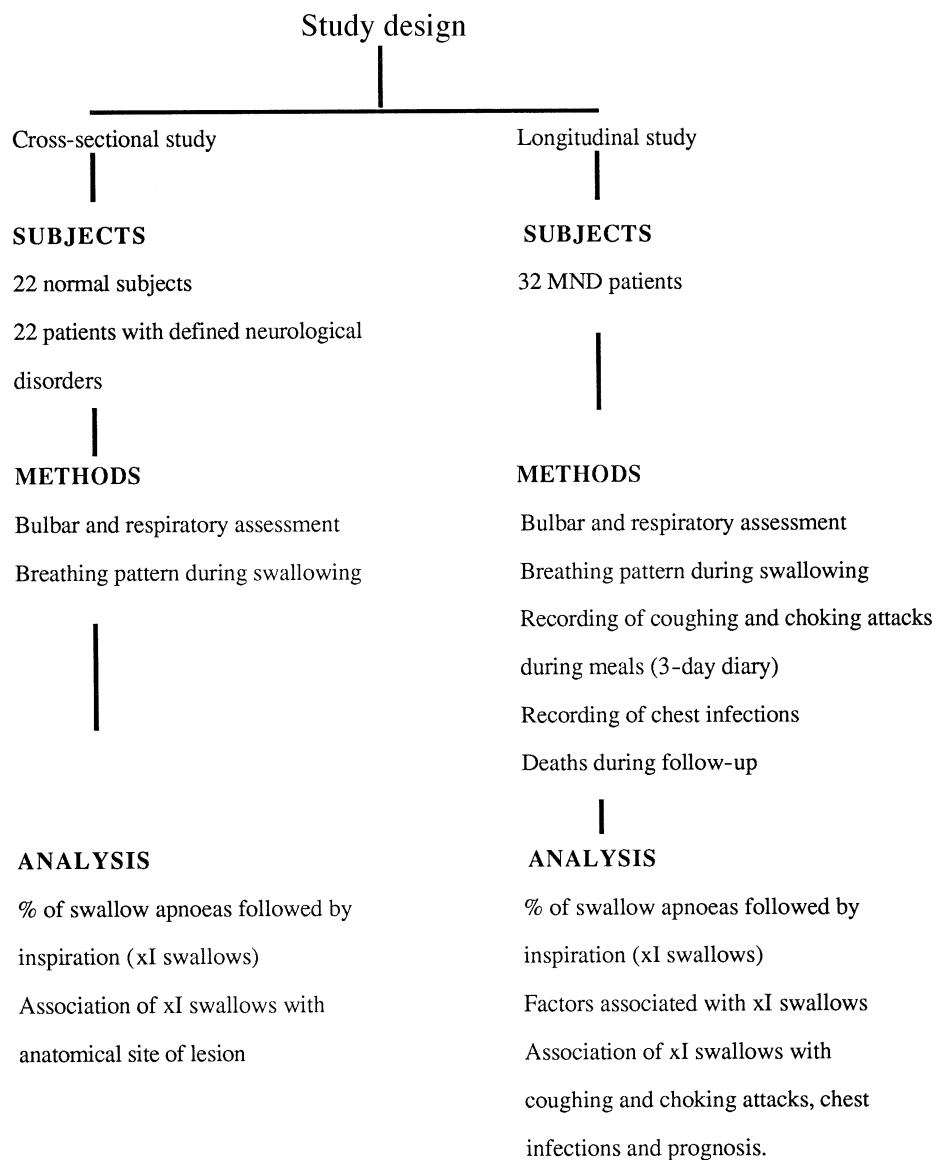 Study design
Cross-sectional study
SUBJECTS
22 normal subjects
22 patients with defined neurological
disorders
METHODS
Bulbar and respiratory assessment
Breathing pattern during swallowing
ANALYSIS
% of swallow apnoeas followed by
inspiration (xI swallows)
Association of xI swallows with
anatomical site of lesion
Longitudinal study
SUBJECTS
32 MND patients
METHODS
Bulbar and respiratory assessment
Breathing pattern during swallowing
Recording of coughing and choking attacks
during meals (3-day diary)
Recording of chest infections
Deaths during follow-up
ANALYSIS
% of swallow apnoeas followed by
inspiration (xI swallows)
Factors associated with xI swallows
Association of xI swallows with
coughing and choking attacks, chest
infections and prognosis.